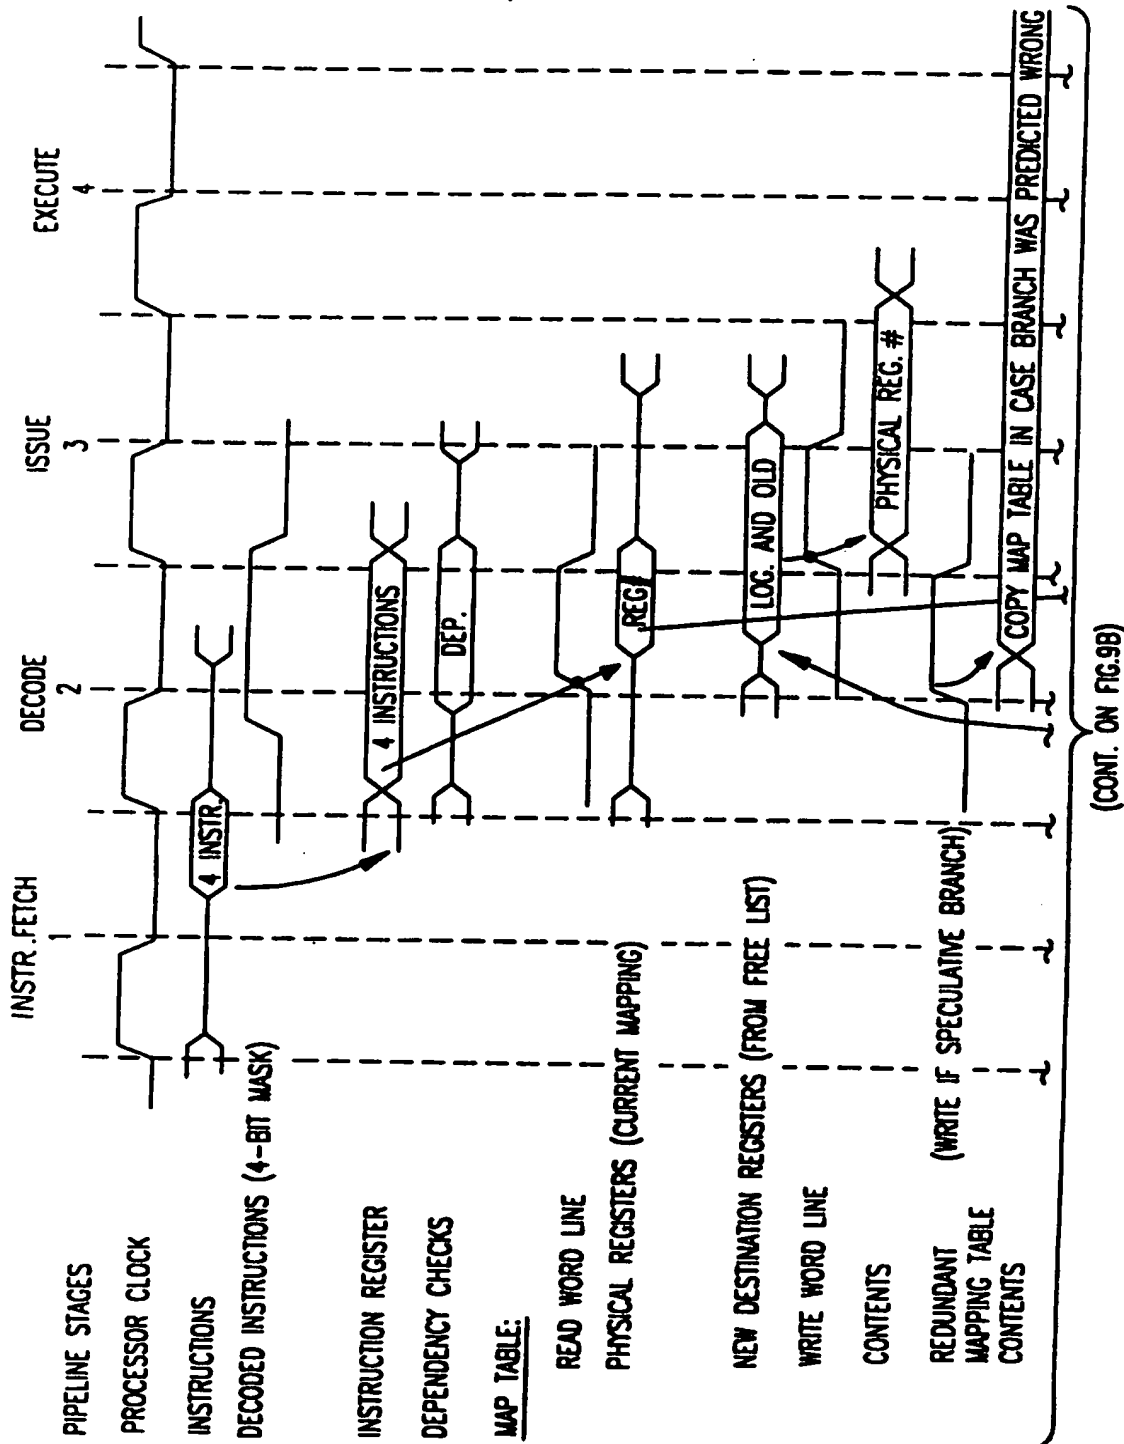 INSTR.FETCH DECODE ISSUE EXECUTE
PIPELINE STAGES 1 2 3 4
PROCESSOR CLOCK
INSTRUCTIONS 4 INSTR.
DECODED INSTRUCTIONS (4-BIT MASK)
INSTRUCTION REGISTER 4 INSTRUCTIONS
DEPENDENCY CHECKS DEP.
MAP TABLE:
READ WORD LINE
PHYSICAL REGISTERS (CURRENT MAPPING) REG#
NEW DESTINATION REGISTERS (FROM FREE LIST) LOG. AND OLD
WRITE WORD LINE
CONTENTS PHYSICAL REG. #
REDUNDANT (WRITE IF SPECULATIVE BRANCH)
MAPPING TABLE
CONTENTS COPY MAP TABLE IN CASE BRANCH WAS PREDICTED WRONG
(CONT. ON FIG.9B)